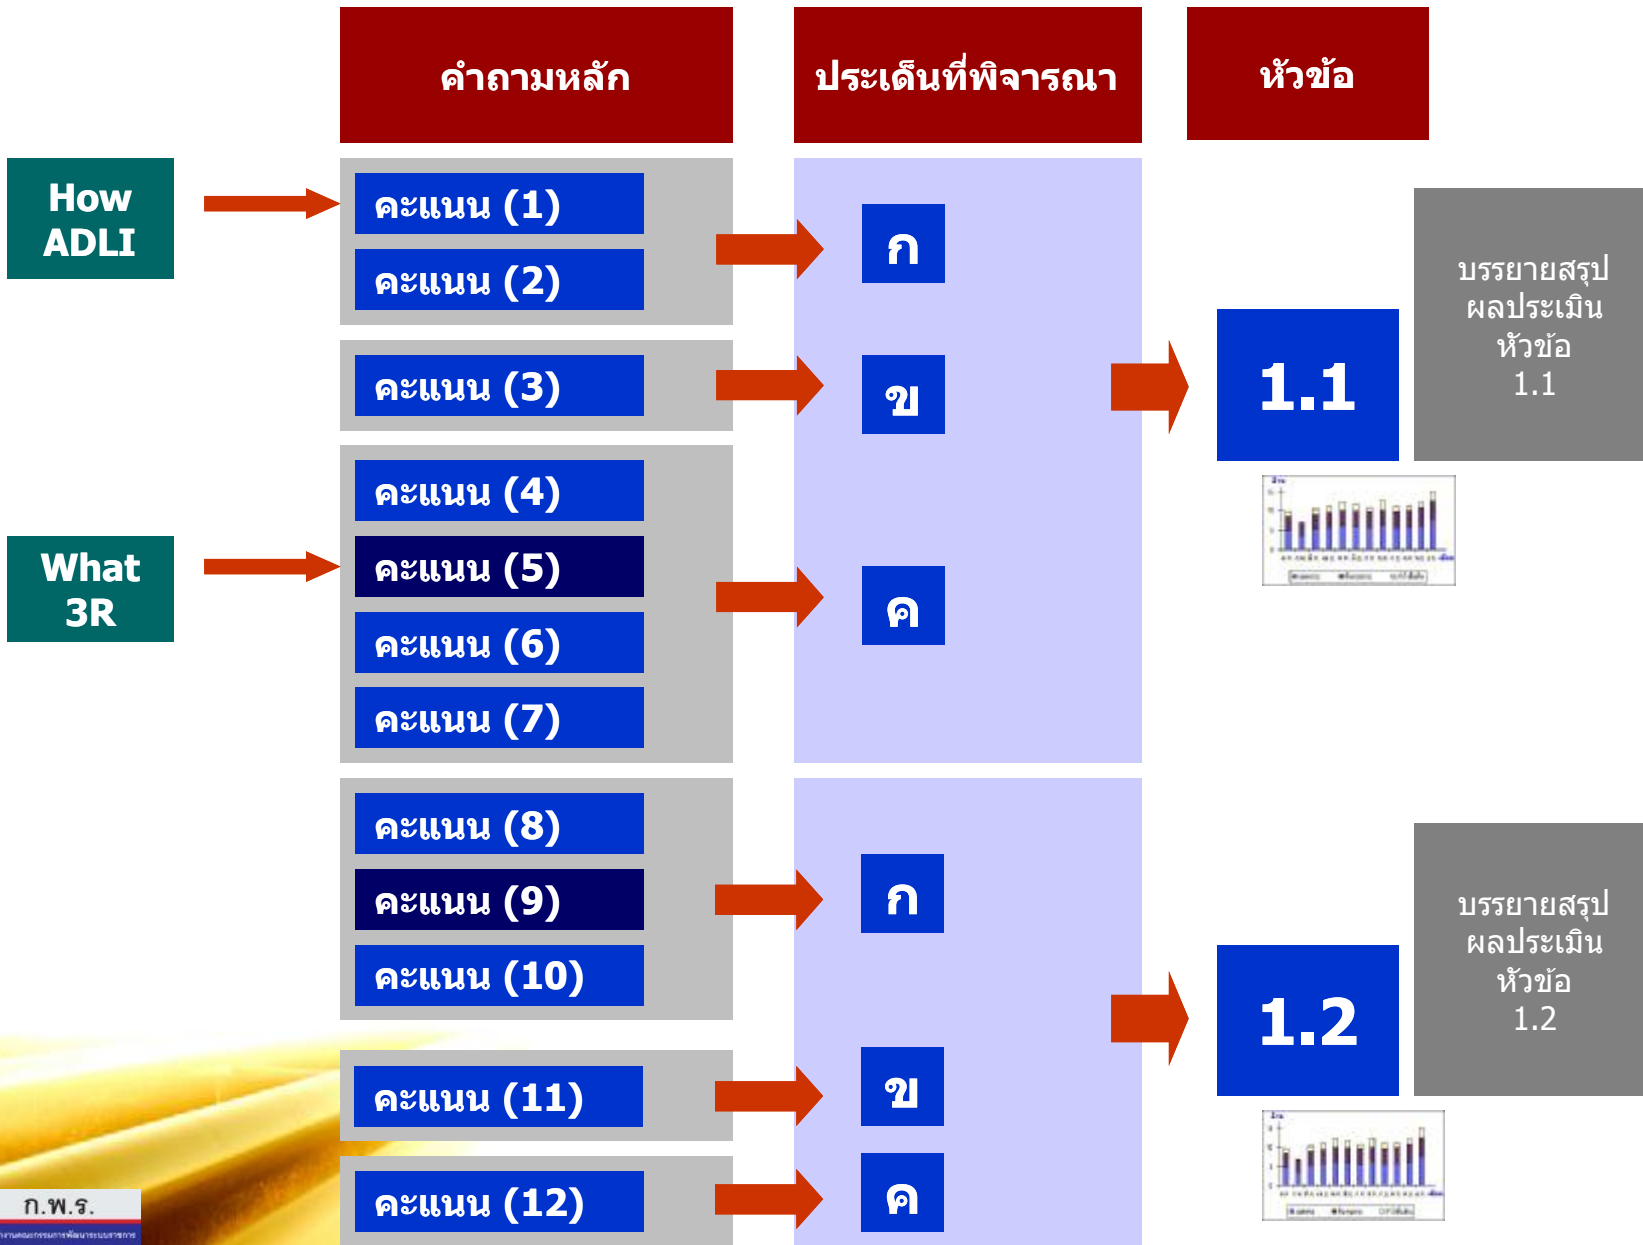 คำถามหลัก
ประเด็นที่พิจารณา
หัวข้อ
How
ADLI
คะแนน (1)
คะแนน (2)
ก
คะแนน (3)
ข
1.1
บรรยายสรุป
ผลประเมิน
หัวข้อ
1.1
What
3R
คะแนน (4)
คะแนน (5)
คะแนน (6)
คะแนน (7)
ค
คะแนน (8)
คะแนน (9)
คะแนน (10)
ก
1.2
บรรยายสรุป
ผลประเมิน
หัวข้อ
1.2
คะแนน (11)
ข
คะแนน (12)
ค
ก.พ.ร.